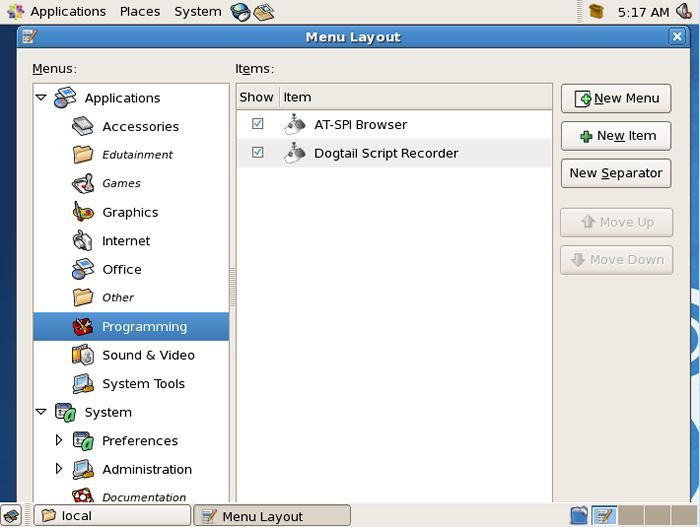 Applications Places System 5:17 AM
Menu Layout
Menus:
Items:
Applications
Accessories
Edutainment
Games
Graphics
Internet
Office
Other
Programming
Sound & Video
System Tools
System
Preferences
Administration
Documentation
Show Item
AT-SPI Browser
Dogtail Script Recorder
New Menu
New Item
New Separator
Move Up
Move Down
local Menu Layout